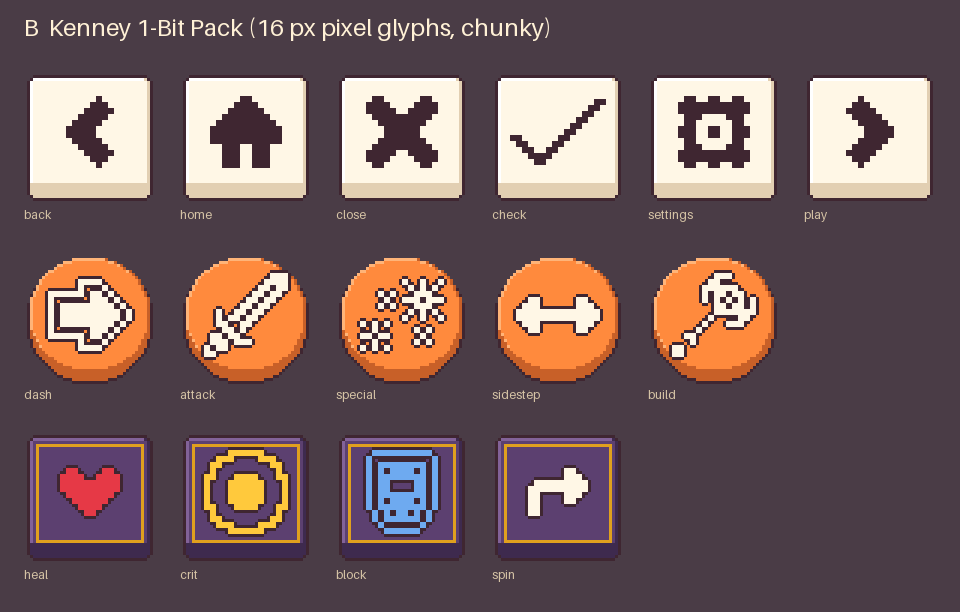 B Kenney 1-Bit Pack (16 px pixel glyphs, chunky)
back home close check settings play
dash attack special sidestep build
heal crit block spin